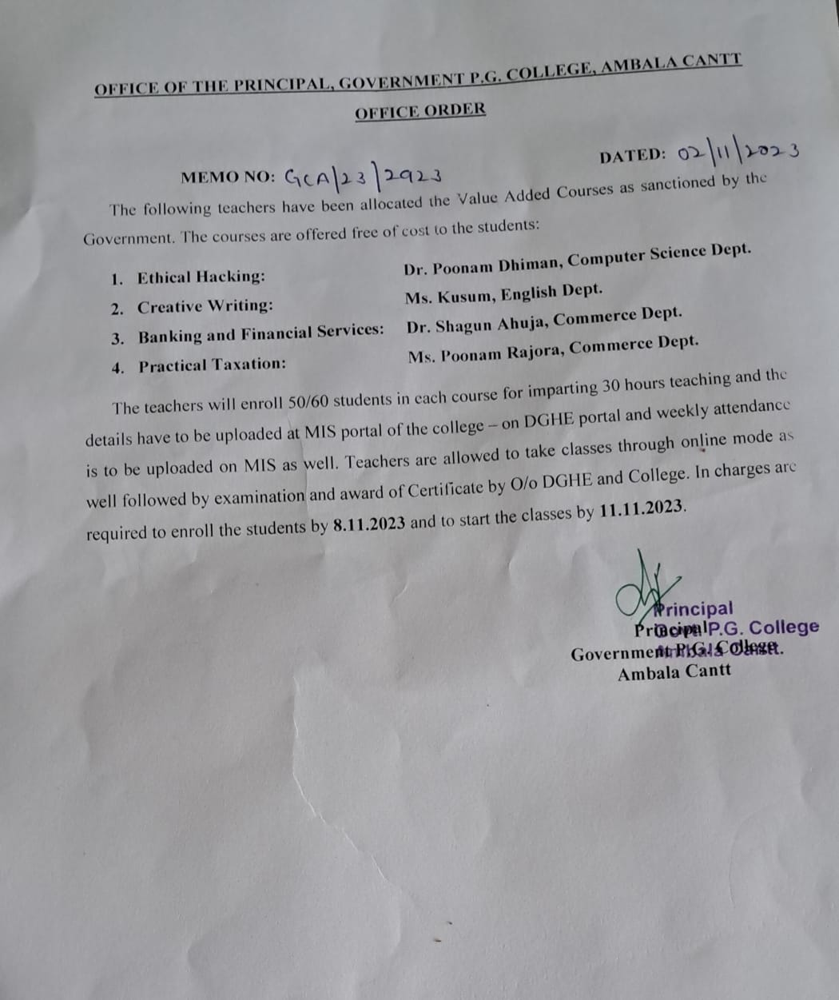 OFFICE OF THE PRINCIPAL, GOVERNMENT P.G. COLLEGE, AMBALA CANTT
OFFICE ORDER
DATED: 02/11/2023
MEMO NO: GCA/23/2923
The following teachers have been allocated the Value Added Courses as sanctioned by the
Government. The courses are offered free of cost to the students:
1. Ethical Hacking: Dr. Poonam Dhiman, Computer Science Dept.
2. Creative Writing: Ms. Kusum, English Dept.
3. Banking and Financial Services: Dr. Shagun Ahuja, Commerce Dept.
4. Practical Taxation: Ms. Poonam Rajora, Commerce Dept.
The teachers will enroll 50/60 students in each course for imparting 30 hours teaching and the
details have to be uploaded at MIS portal of the college – on DGHE portal and weekly attendance
is to be uploaded on MIS as well. Teachers are allowed to take classes through online mode as
well followed by examination and award of Certificate by O/o DGHE and College. In charges are
required to enroll the students by 8.11.2023 and to start the classes by 11.11.2023.
Principal
Principal P.G. College
Government P.G. College
Ambala Cantt